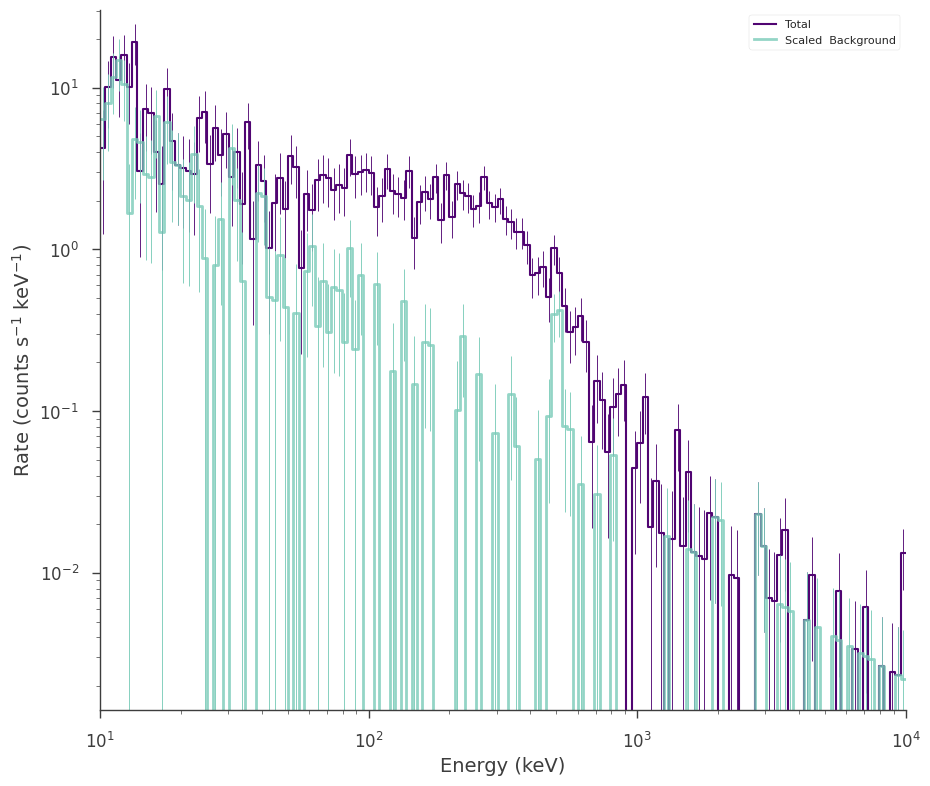 Total
Scaled  Background
10¹
10⁰
10⁻¹
10⁻²
Rate (counts s⁻¹ keV⁻¹)
10¹ 10² 10³ 10⁴
Energy (keV)